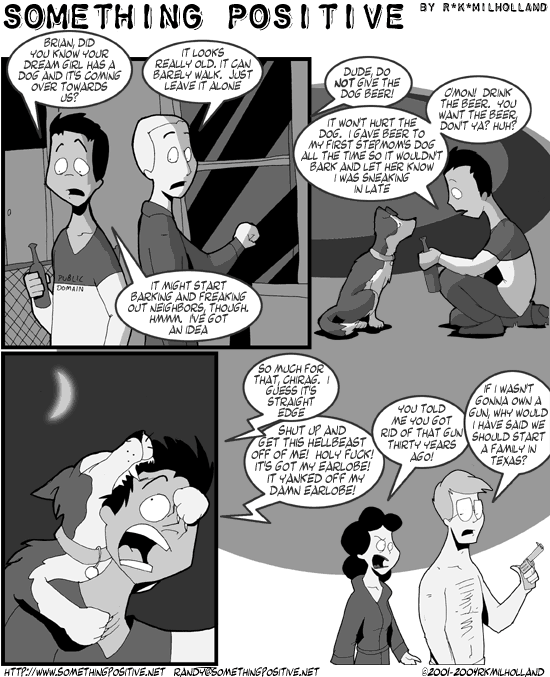 SOMETHING POSITIVE
BY R*K*MILHOLLAND
BRIAN, DID
YOU KNOW YOUR
DREAM GIRL HAS A
DOG AND IT'S COMING
OVER TOWARDS
US?
IT LOOKS
REALLY OLD. IT CAN
BARELY WALK. JUST
LEAVE IT ALONE
PUBLIC
DOMAIN
IT MIGHT START
BARKING AND FREAKING
OUT NEIGHBORS, THOUGH.
HMMM. I'VE GOT
AN IDEA
DUDE, DO
NOT GIVE THE
DOG BEER!
IT WON'T HURT THE
DOG. I GAVE BEER TO
MY FIRST STEPMOM'S DOG
ALL THE TIME SO IT WOULDN'T
BARK AND LET HER KNOW
I WAS SNEAKING
IN LATE
C'MON! DRINK
THE BEER. YOU
WANT THE BEER,
DON'T YA? HUH?
SO MUCH FOR
THAT, CHIRAG. I
GUESS IT'S
STRAIGHT
EDGE
SHUT UP AND
GET THIS HELLBEAST
OFF OF ME! HOLY FUCK!
IT'S GOT MY EARLOBE!
IT YANKED OFF MY
DAMN EARLOBE!
YOU TOLD
ME YOU GOT
RID OF THAT GUN
THIRTY YEARS
AGO!
IF I WASN'T
GONNA OWN A
GUN, WHY WOULD
I HAVE SAID WE
SHOULD START
A FAMILY IN
TEXAS?
HTTP://WWW.SOMETHINGPOSITIVE.NET RANDY@SOMETHINGPOSITIVE.NET
©2001-2009RKMILHOLLAND